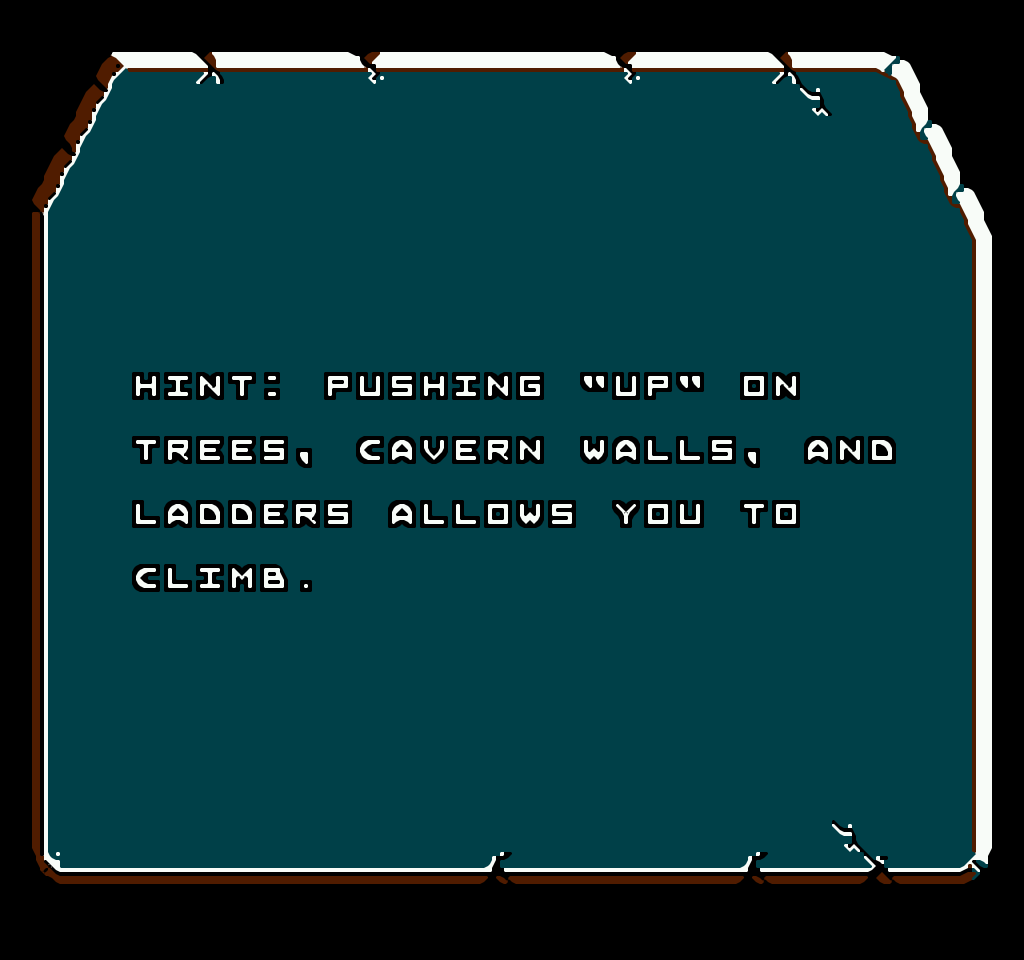 HINT: PUSHING "UP" ON
TREES, CAVERN WALLS, AND
LADDERS ALLOWS YOU TO
CLIMB.